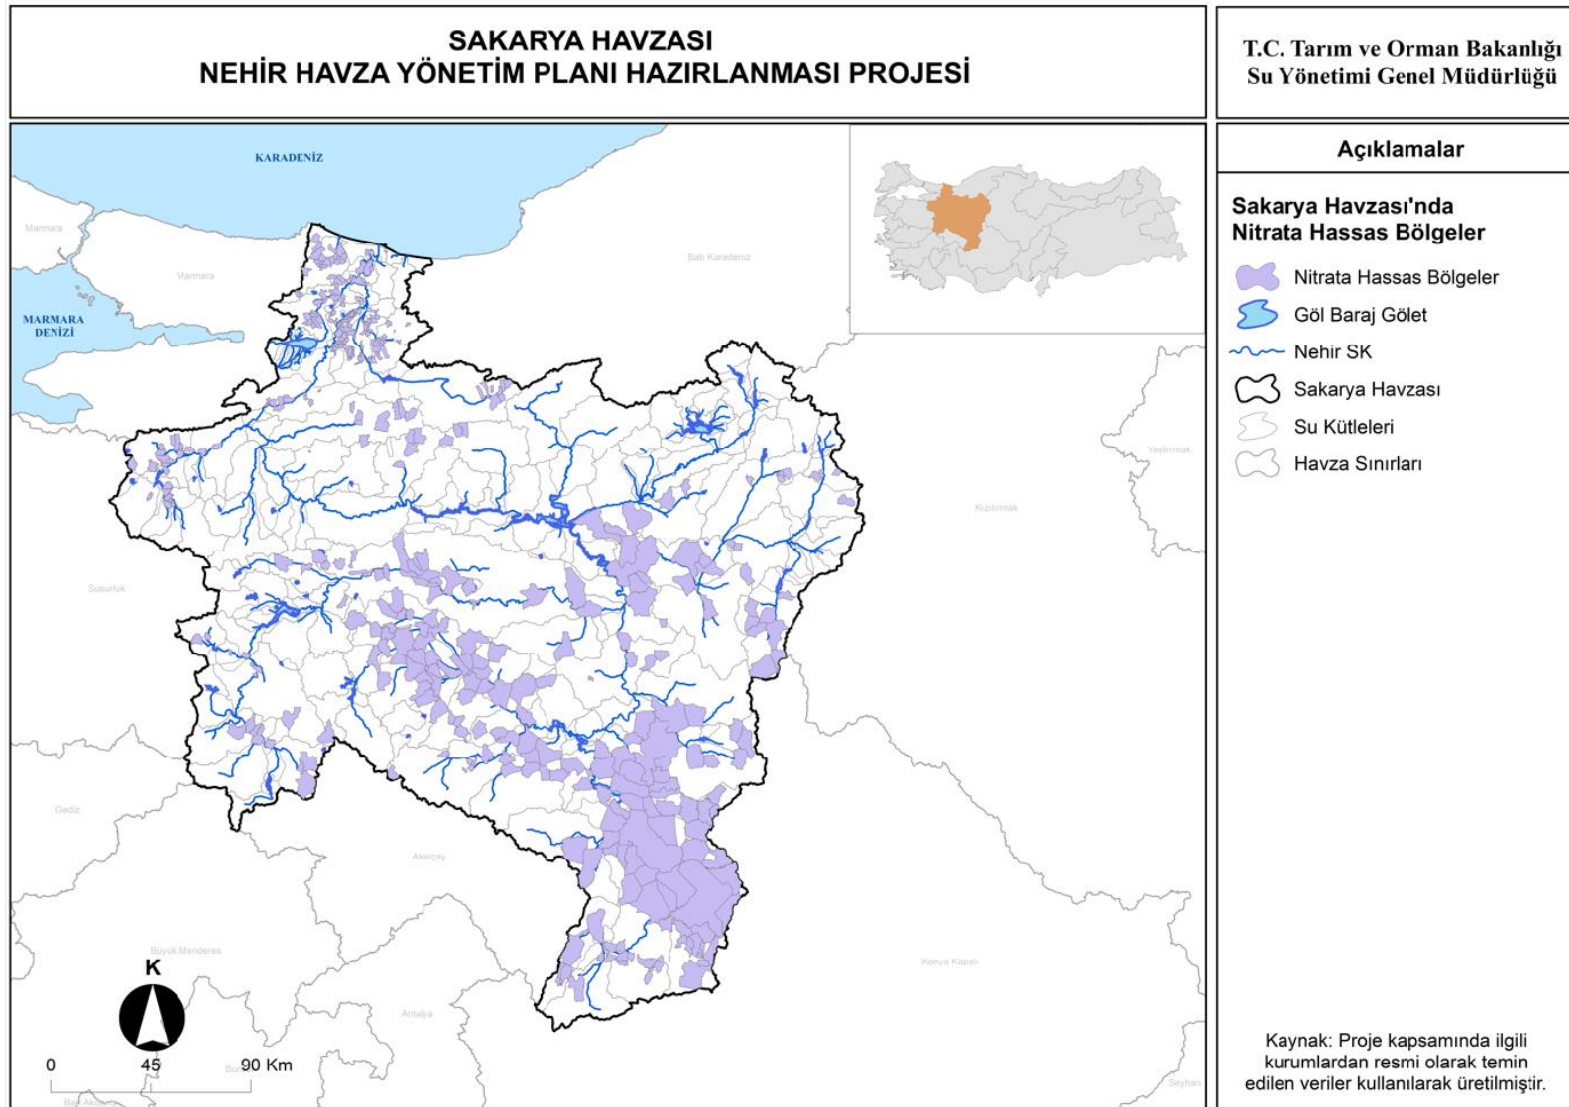 SAKARYA HAVZASI
NEHİR HAVZA YÖNETİM PLANI HAZIRLANMASI PROJESİ
T.C. Tarım ve Orman Bakanlığı
Su Yönetimi Genel Müdürlüğü
KARADENİZ
Marmara
Marmara
Batı Karadeniz
MARMARA
DENİZİ
Yeşilırmak
Kızılırmak
Susurluk
Gediz
Akarçay
Büyük Menderes
Konya Kapalı
Antalya
Seyhan
K
0 45 90 Km
Açıklamalar
Sakarya Havzası'nda
Nitrata Hassas Bölgeler
Nitrata Hassas Bölgeler
Göl Baraj Gölet
Nehir SK
Sakarya Havzası
Su Kütleleri
Havza Sınırları
Kaynak: Proje kapsamında ilgili
kurumlardan resmi olarak temin
edilen veriler kullanılarak üretilmiştir.